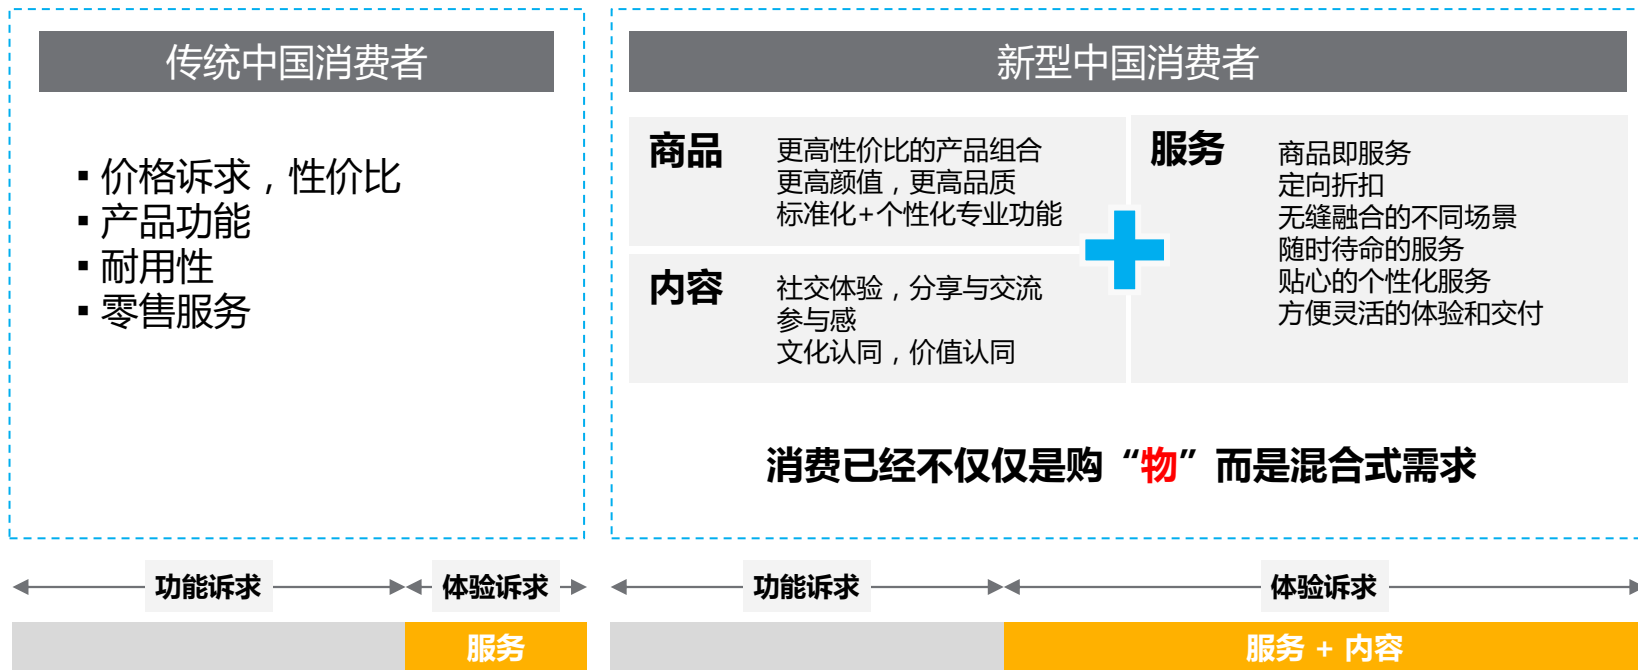 传统中国消费者
▪ 价格诉求，性价比
▪ 产品功能
▪ 耐用性
▪ 零售服务
新型中国消费者
商品
更高性价比的产品组合
更高颜值，更高品质
标准化+个性化专业功能
内容
社交体验，分享与交流
参与感
文化认同，价值认同
服务
商品即服务
定向折扣
无缝融合的不同场景
随时待命的服务
贴心的个性化服务
方便灵活的体验和交付
消费已经不仅仅是购“物”而是混合式需求
功能诉求
体验诉求
服务
功能诉求
体验诉求
服务 + 内容